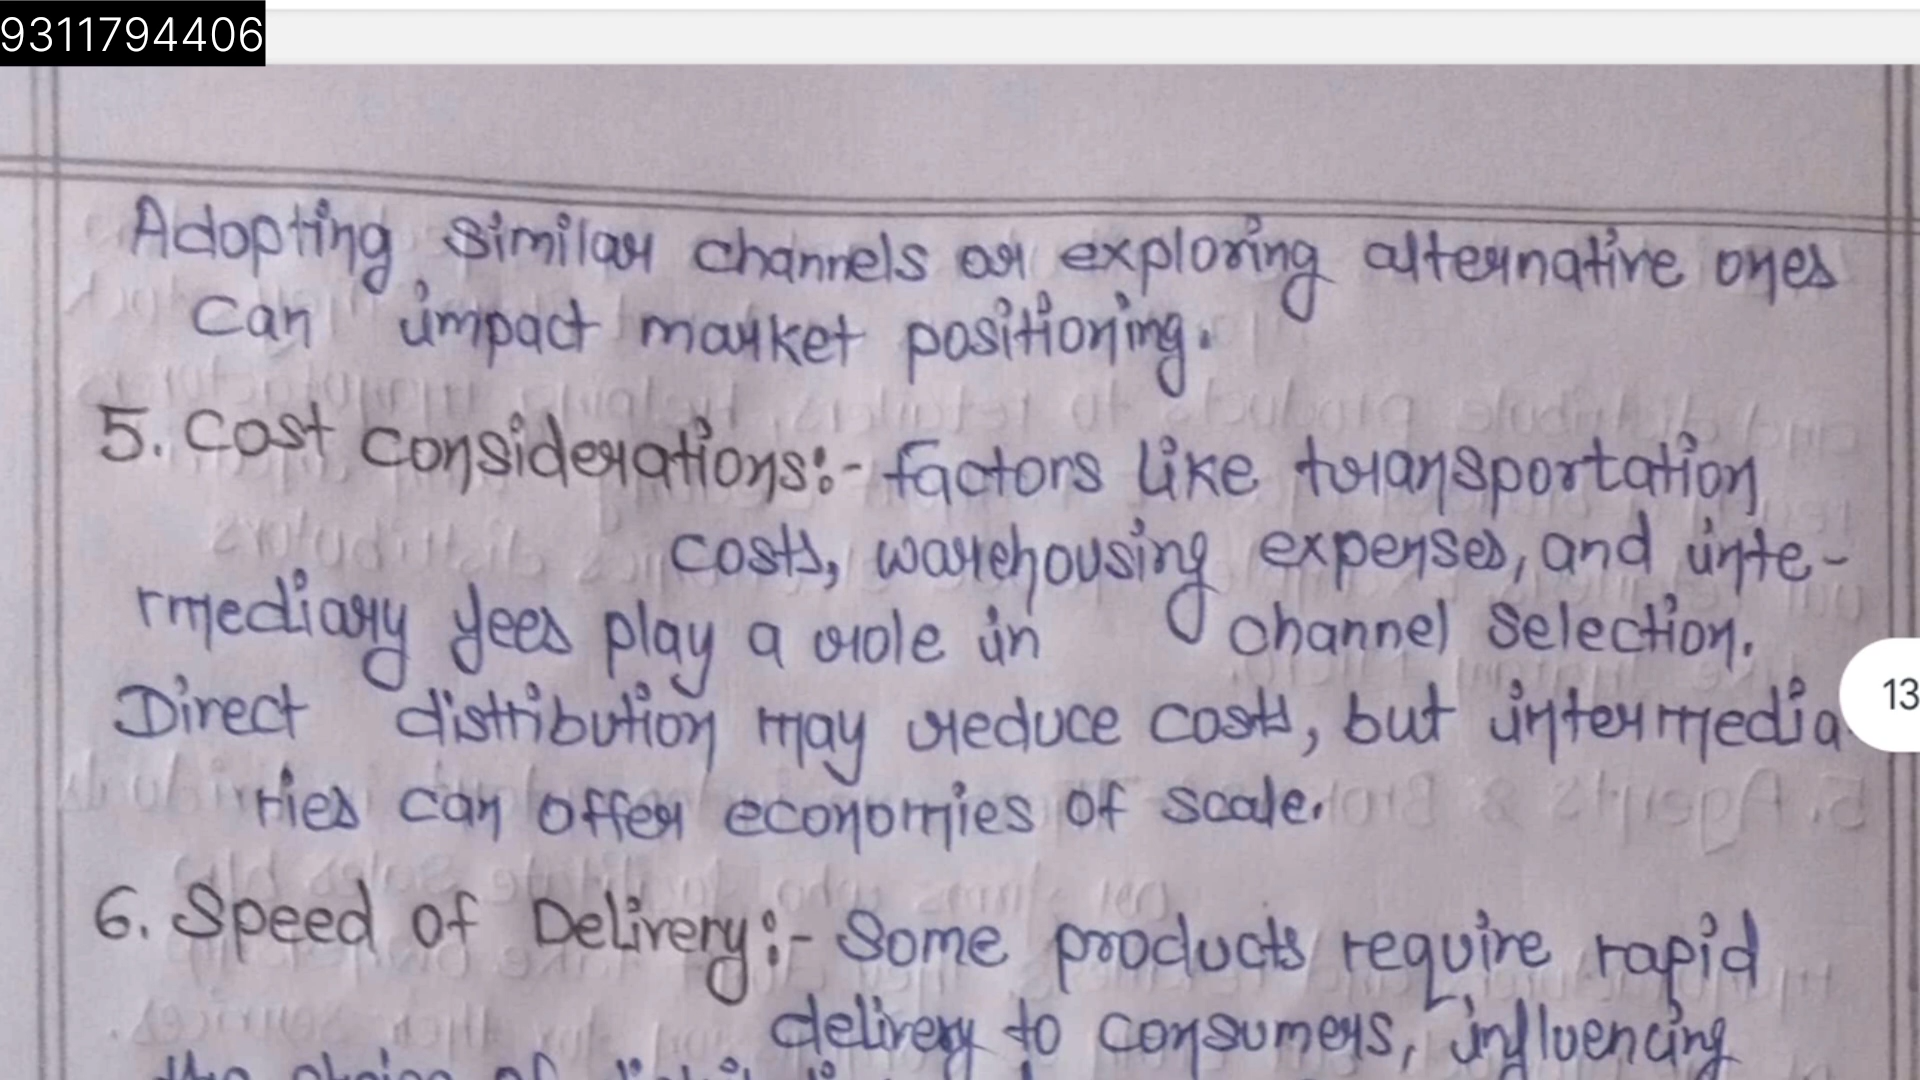 9311794406
Adopting similar channels or exploring alternative ones
can impact market positioning.
5. Cost Considerations:- factors like transportation
costs, warehousing expenses, and inte-
rmediary fees play a role in channel selection.
Direct distribution may reduce costs, but intermedia
ries can offer economies of scale.
6. Speed of Delivery:- Some products require rapid
delivery to consumers, influencing
13